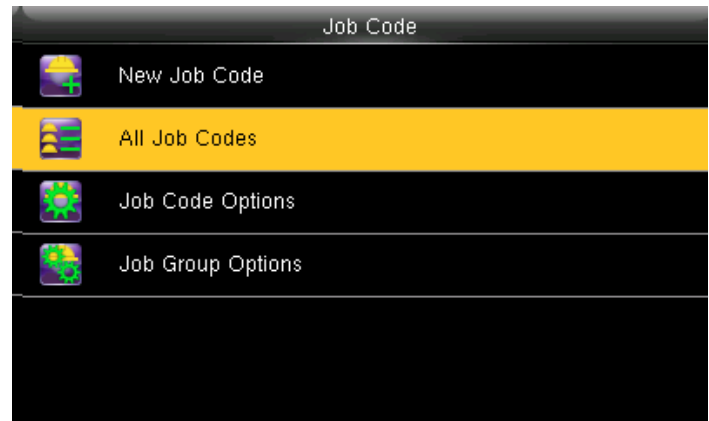 Job Code
New Job Code
All Job Codes
Job Code Options
Job Group Options